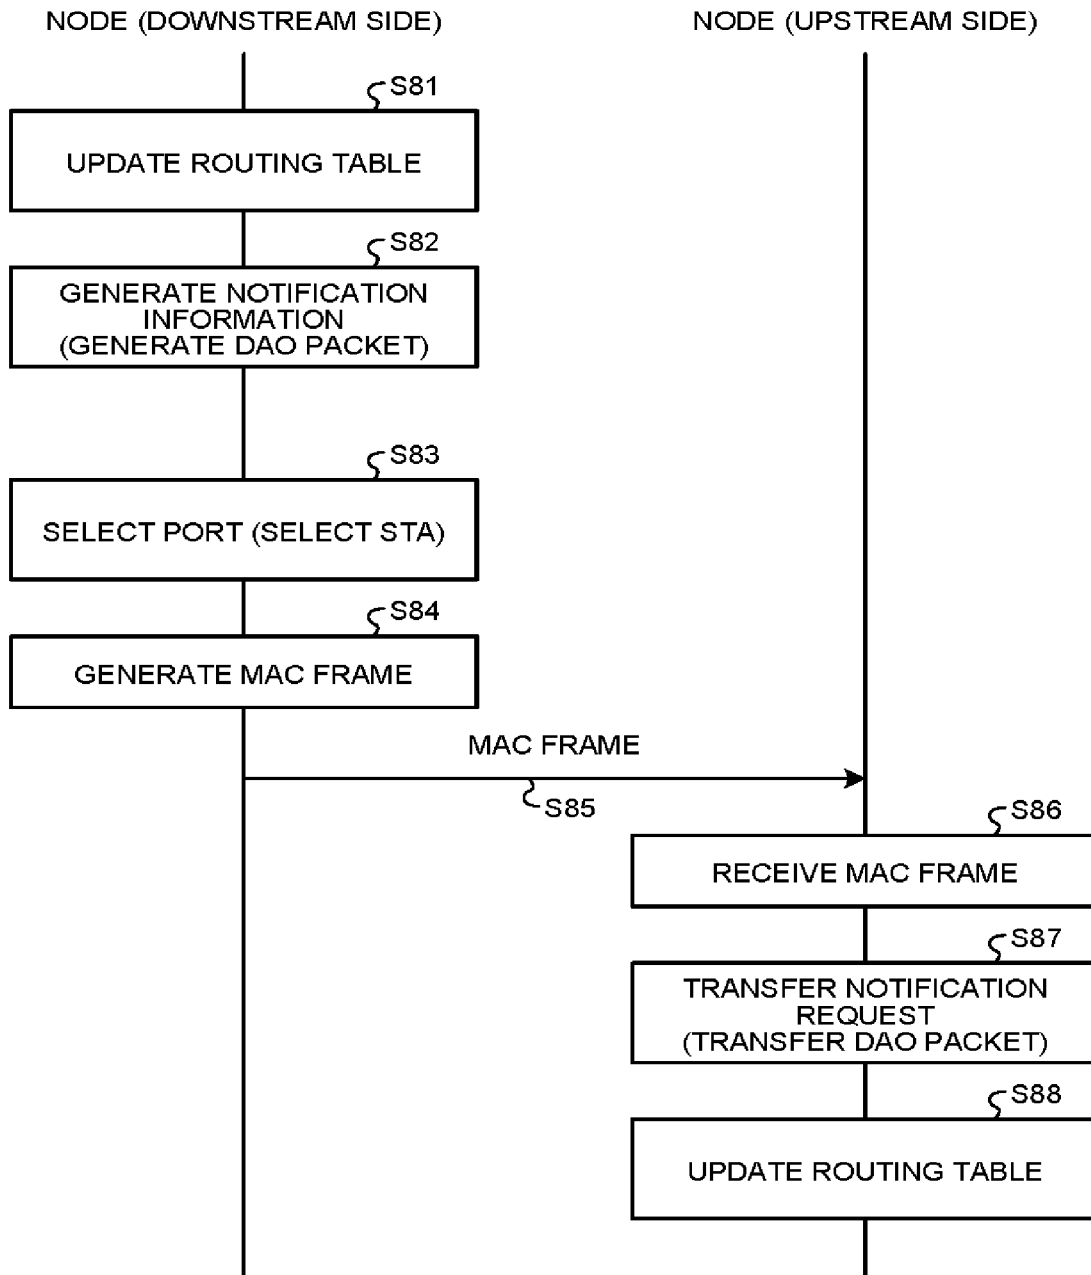 NODE (DOWNSTREAM SIDE)
NODE (UPSTREAM SIDE)
S81
UPDATE ROUTING TABLE
S82
GENERATE NOTIFICATION
INFORMATION
(GENERATE DAO PACKET)
S83
SELECT PORT (SELECT STA)
S84
GENERATE MAC FRAME
MAC FRAME
S85
S86
RECEIVE MAC FRAME
S87
TRANSFER NOTIFICATION
REQUEST
(TRANSFER DAO PACKET)
S88
UPDATE ROUTING TABLE